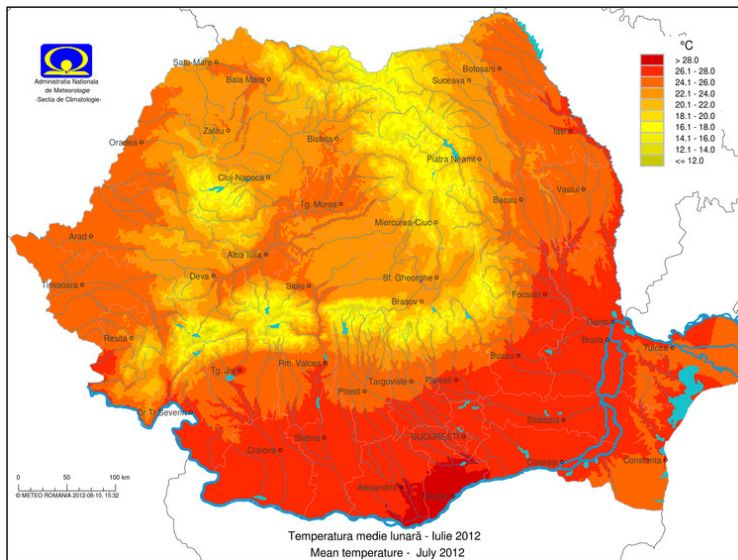 Administratia Nationala
de Meteorologie
-Sectia de Climatologie-
°C
> 28.0
26.1 - 28.0
24.1 - 26.0
22.1 - 24.0
20.1 - 22.0
18.1 - 20.0
16.1 - 18.0
14.1 - 16.0
12.1 - 14.0
<= 12.0
Satu Mare
Baia Mare
Botosani
Suceava
Oradea
Zalau
Bistrita
Iasi
Piatra Neamt
Cluj-Napoca
Tg. Mures
Bacau
Vaslui
Miercurea-Ciuc
Arad
Alba Iulia
Timisoara
Deva
Sibiu
Sf. Gheorghe
Brasov
Focsani
Resita
Galati
Braila
Tulcea
Tg. Jiu
Rm. Valcea
Buzau
Pitesti
Targoviste
Ploiesti
Dr.Tr.Severin
Craiova
Slatina
BUCURESTI
Slobozia
Calarasi
Constanta
Alexandria
0 50 100 km
© METEO ROMANIA 2012-08-10, 15:32
Temperatura medie lunară - Iulie 2012
Mean temperature - July 2012